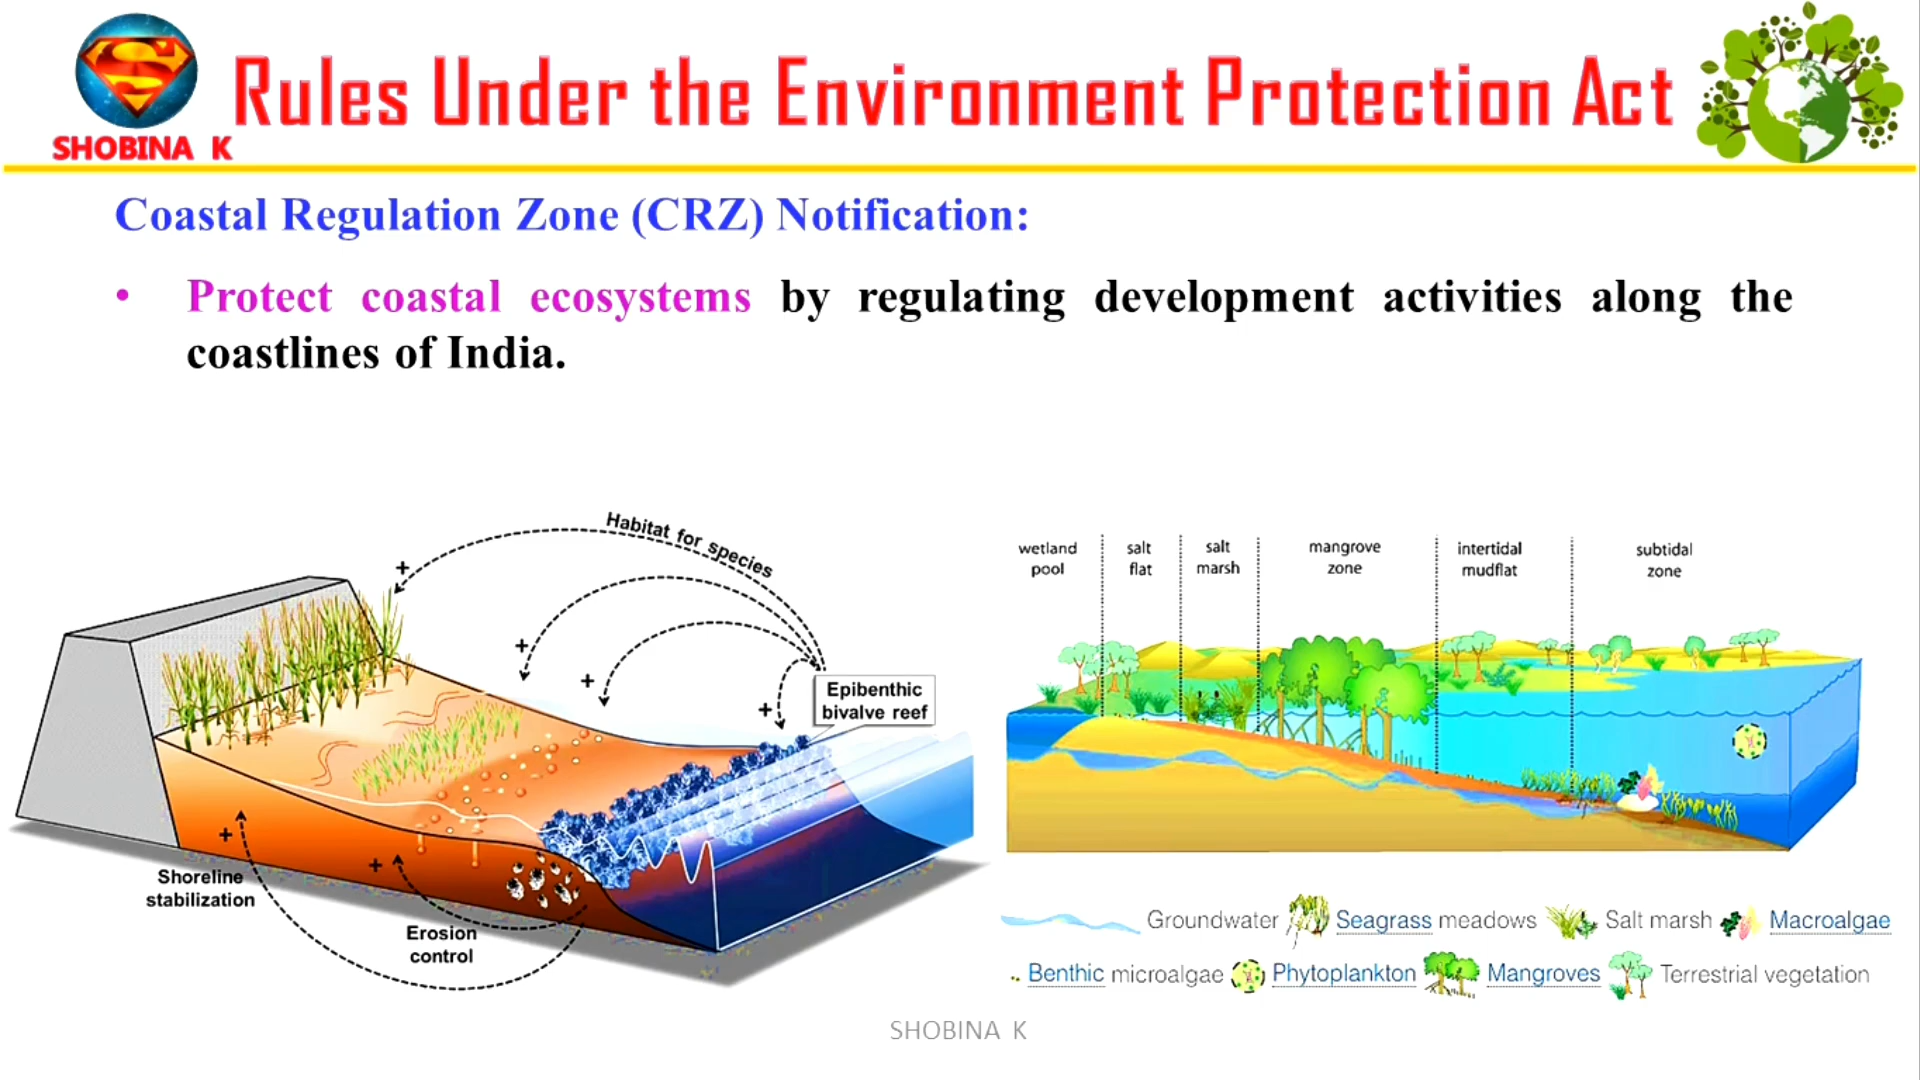 Rules Under the Environment Protection Act
SHOBINA K
Coastal Regulation Zone (CRZ) Notification:
• Protect coastal ecosystems by regulating development activities along the
coastlines of India.
Habitat for species
+
+
+
+
Epibenthic
bivalve reef
+
Shoreline
stabilization
+
Erosion
control
wetland
pool
salt
flat
salt
marsh
mangrove
zone
intertidal
mudflat
subtidal
zone
Groundwater Seagrass meadows Salt marsh Macroalgae
Benthic microalgae Phytoplankton Mangroves Terrestrial vegetation
SHOBINA K